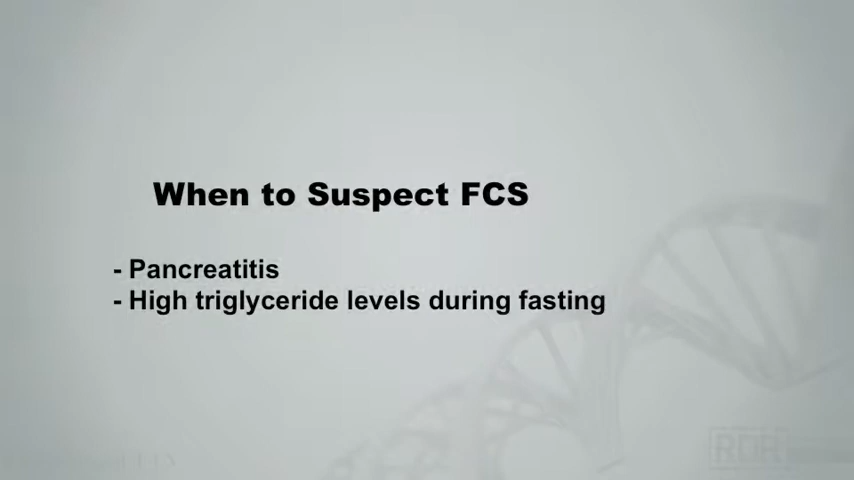 When to Suspect FCS
- Pancreatitis
- High triglyceride levels during fasting